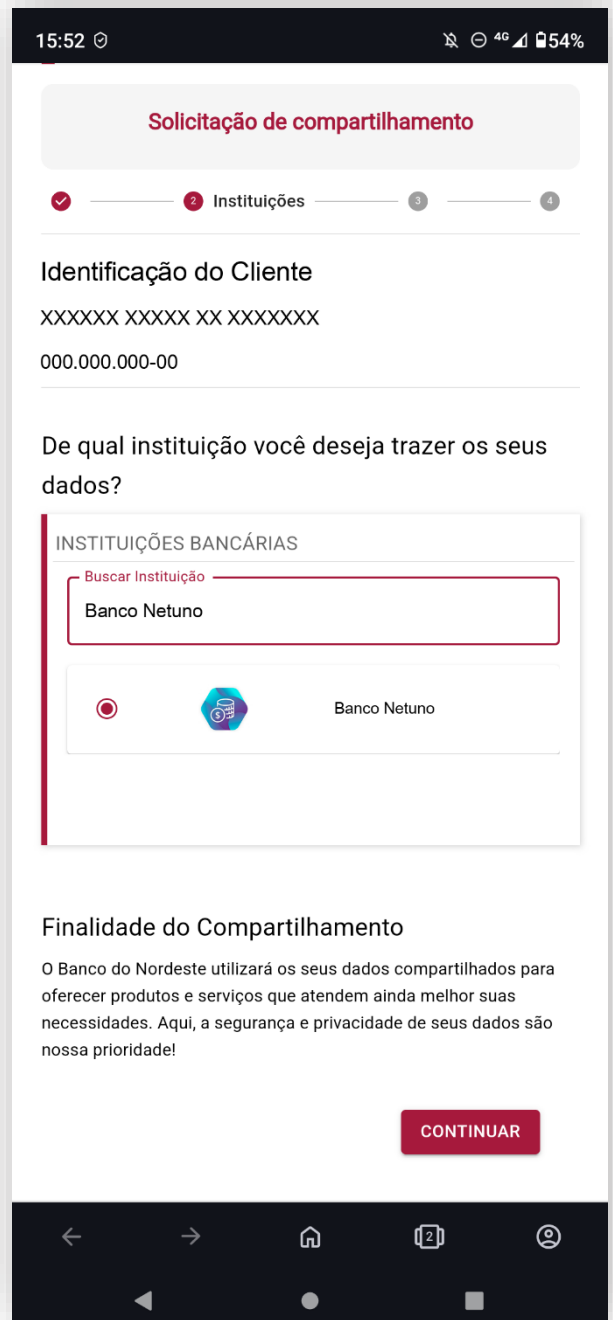 15:52 4G 54%
Solicitação de compartilhamento
2 Instituições 3 4
Identificação do Cliente
XXXXXX XXXXX XX XXXXXXX
000.000.000-00
De qual instituição você deseja trazer os seus
dados?
INSTITUIÇÕES BANCÁRIAS
Buscar Instituição
Banco Netuno
$ Banco Netuno
Finalidade do Compartilhamento
O Banco do Nordeste utilizará os seus dados compartilhados para
oferecer produtos e serviços que atendem ainda melhor suas
necessidades. Aqui, a segurança e privacidade de seus dados são
nossa prioridade!
CONTINUAR
2